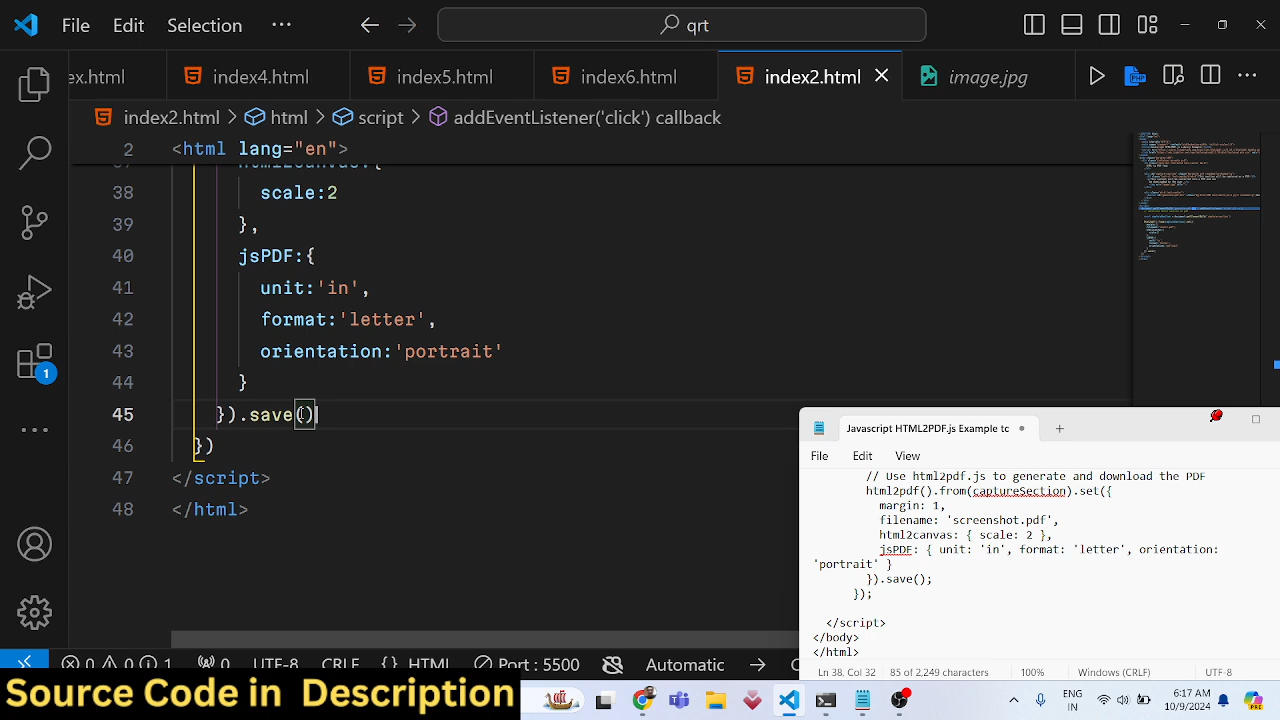 File Edit Selection ··· qrt
ex.html index4.html index5.html index6.html index2.html image.jpg
index2.html > html > script > addEventListener('click') callback
2 <html lang="en">
html2canvas:{
38 scale:2
39 },
40 jsPDF:{
41 unit:'in',
42 format:'letter',
43 orientation:'portrait'
44 }
45 }).save()
46 })
47 </script>
48 </html>
1
Javascript HTML2PDF.js Example tc
File Edit View
// Use html2pdf.js to generate and download the PDF
html2pdf().from(captureSection).set({
margin: 1,
filename: 'screenshot.pdf',
html2canvas: { scale: 2 },
jsPDF: { unit: 'in', format: 'letter', orientation:
'portrait' }
}).save();
});
</script>
</body>
</html>
Ln 38, Col 32 85 of 2,249 characters 100% Windows (CRLF) UTF-8
0 0 1 0 UTF-8 CRLF {} HTML Port : 5500 Automatic
Source Code in Description
ENG
IN
6:17 AM
10/9/2024